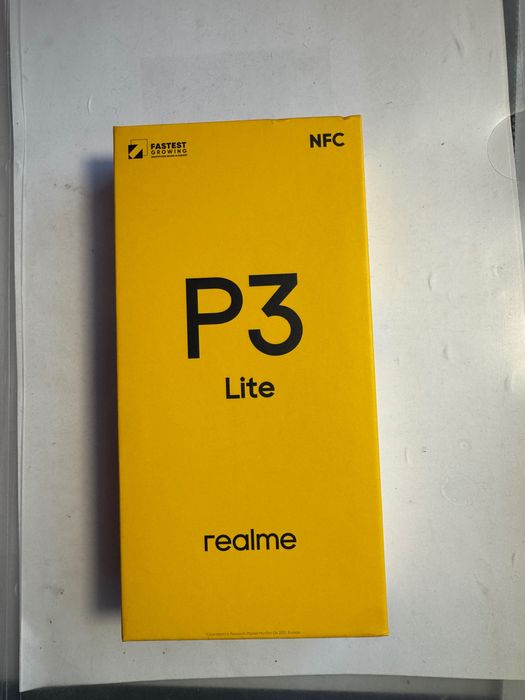 FASTEST
GROWING
NFC
P3
Lite
realme